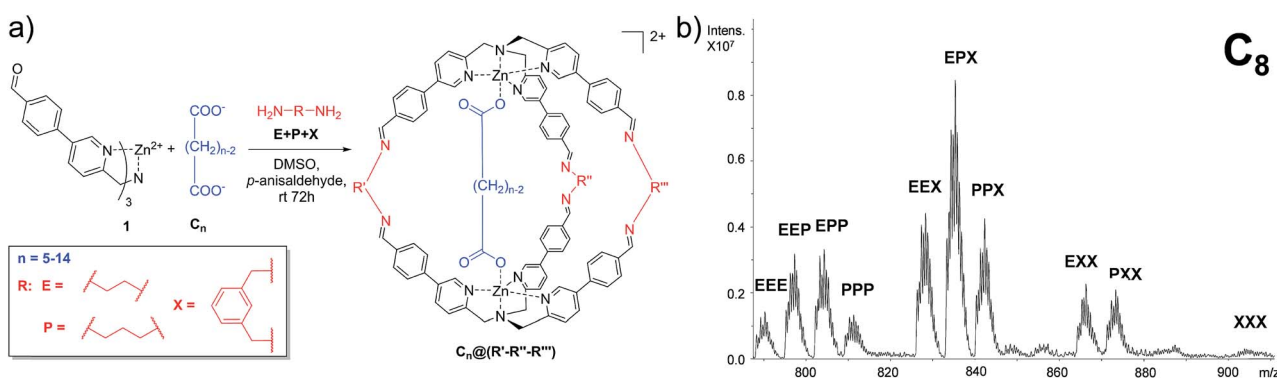 a)
O
Zn2+ +
N
N
3
1
COO-
(CH2)n-2
COO-
Cn
H2N-R-NH2
E+P+X
DMSO,
p-anisaldehyde,
rt 72h
n = 5-14
R: E =
X =
P =
2+
N
N
N
Zn
N
O
O
N
N
N
R'
(CH2)n-2
R''
R'''
N
N
N
O
O
N
N
Zn
N
N
Cn@(R'-R''-R''')
b)
Intens.
X10⁷
C8
EPX
0.8
0.6
EEX
PPX
0.4
EEP
EPP
EXX
PXX
EEE
PPP
0.2
XXX
0.0
800
820
840
860
880
900
m/z